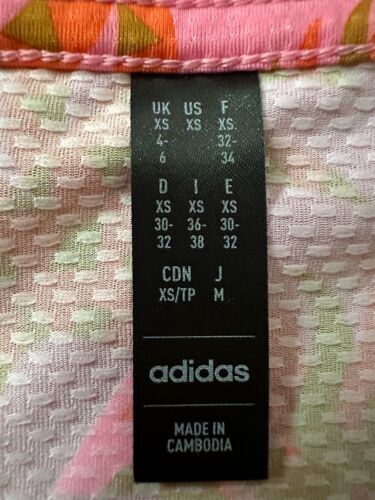 UK US F
XS XS XS
4- 32-
6 34
D I E
XS XS XS
30- 36- 30-
32 38 32
CDN J
XS/TP M
adidas
MADE IN
CAMBODIA